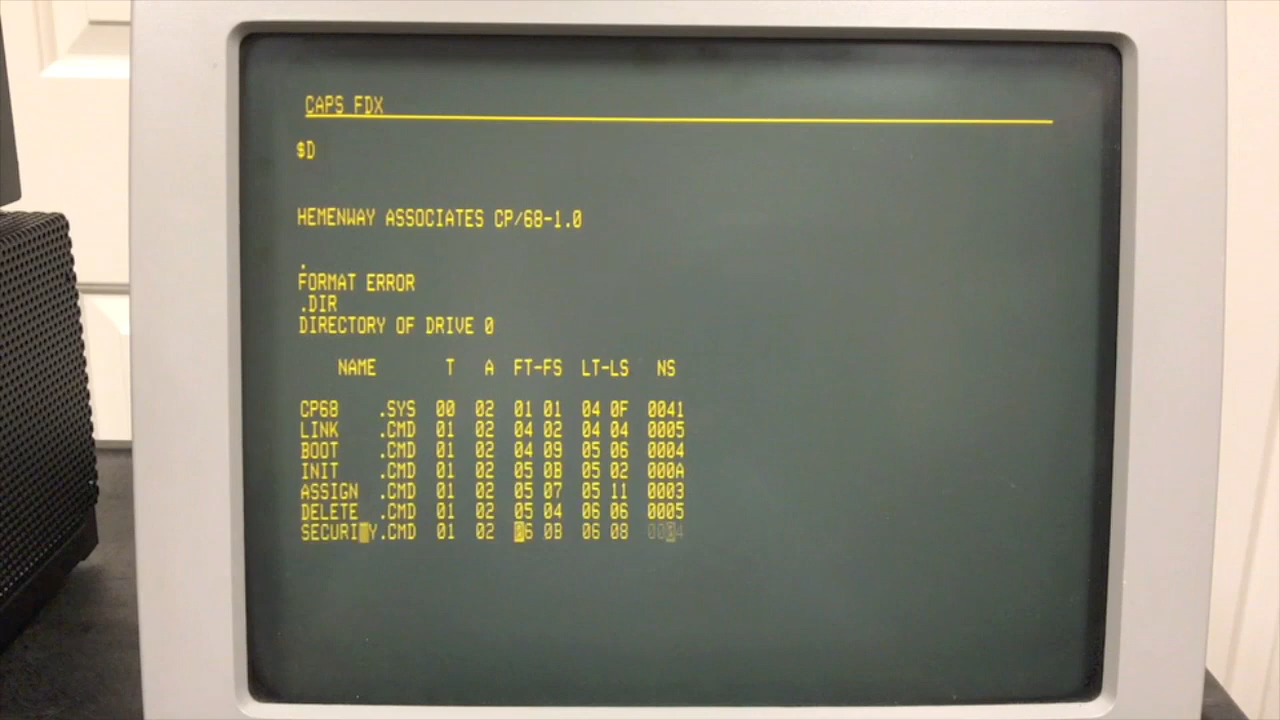 CAPS FDX
$D
HEMENWAY ASSOCIATES CP/68-1.0
.
FORMAT ERROR
.DIR
DIRECTORY OF DRIVE 0
NAME T A FT-FS LT-LS NS
CP68 .SYS 00 02 01 01 04 0F 0041
LINK .CMD 01 02 04 02 04 04 0005
BOOT .CMD 01 02 04 09 05 06 0004
INIT .CMD 01 02 05 0B 05 02 000A
ASSIGN .CMD 01 02 05 07 05 11 0003
DELETE .CMD 01 02 05 04 06 06 0005
SECURITY.CMD 01 02 06 0B 06 08 0004